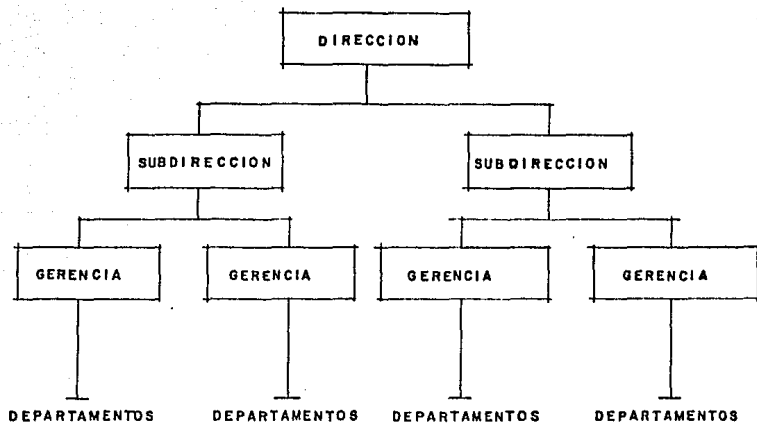 DIRECCION
SUBDIRECCION SUBDIRECCION
GERENCIA GERENCIA GERENCIA GERENCIA
DEPARTAMENTOS DEPARTAMENTOS DEPARTAMENTOS DEPARTAMENTOS